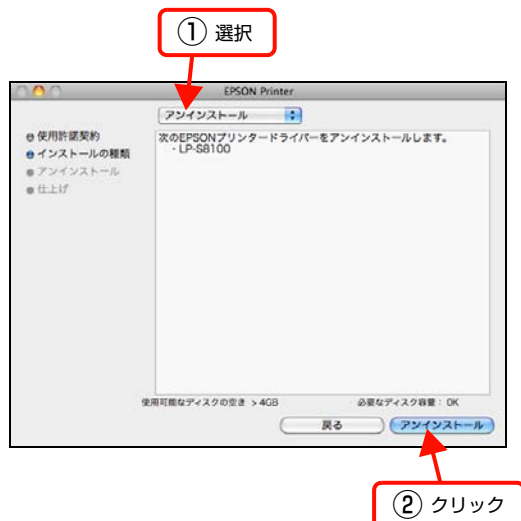 ① 選択
EPSON Printer
アンインストール
使用許諾契約
インストールの種類
アンインストール
仕上げ
次のEPSONプリンタードライバーをアンインストールします。
- LP-S8100
使用可能なディスクの空き > 4GB
必要なディスク容量: 0K
戻る
アンインストール
② クリック